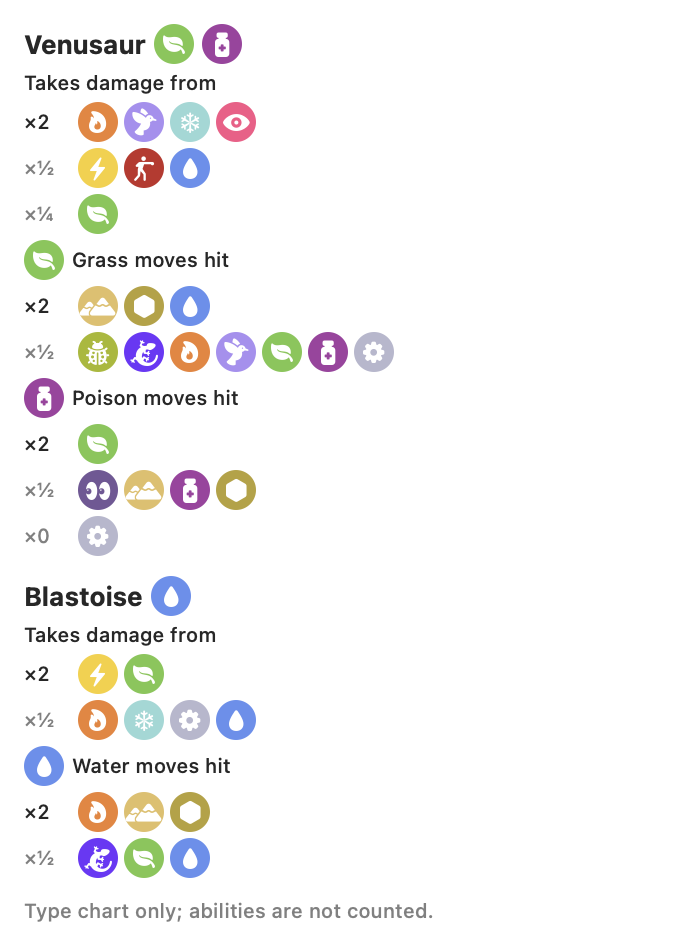 Venusaur
Takes damage from
×2
×½
×¼
Grass moves hit
×2
×½
Poison moves hit
×2
×½
×0
Blastoise
Takes damage from
×2
×½
Water moves hit
×2
×½
Type chart only; abilities are not counted.